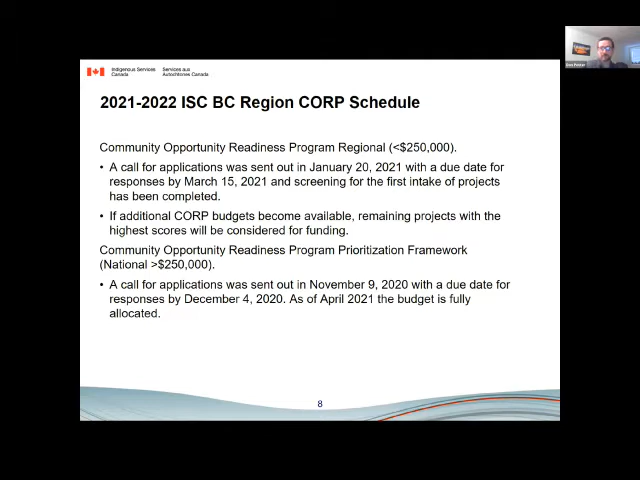 Indigenous Services
Canada
Services aux
Autochtones Canada
2021-2022 ISC BC Region CORP Schedule
Community Opportunity Readiness Program Regional (<$250,000).
• A call for applications was sent out in January 20, 2021 with a due date for
responses by March 15, 2021 and screening for the first intake of projects
has been completed.
• If additional CORP budgets become available, remaining projects with the
highest scores will be considered for funding.
Community Opportunity Readiness Program Prioritization Framework
(National >$250,000).
• A call for applications was sent out in November 9, 2020 with a due date for
responses by December 4, 2020. As of April 2021 the budget is fully
allocated.
8